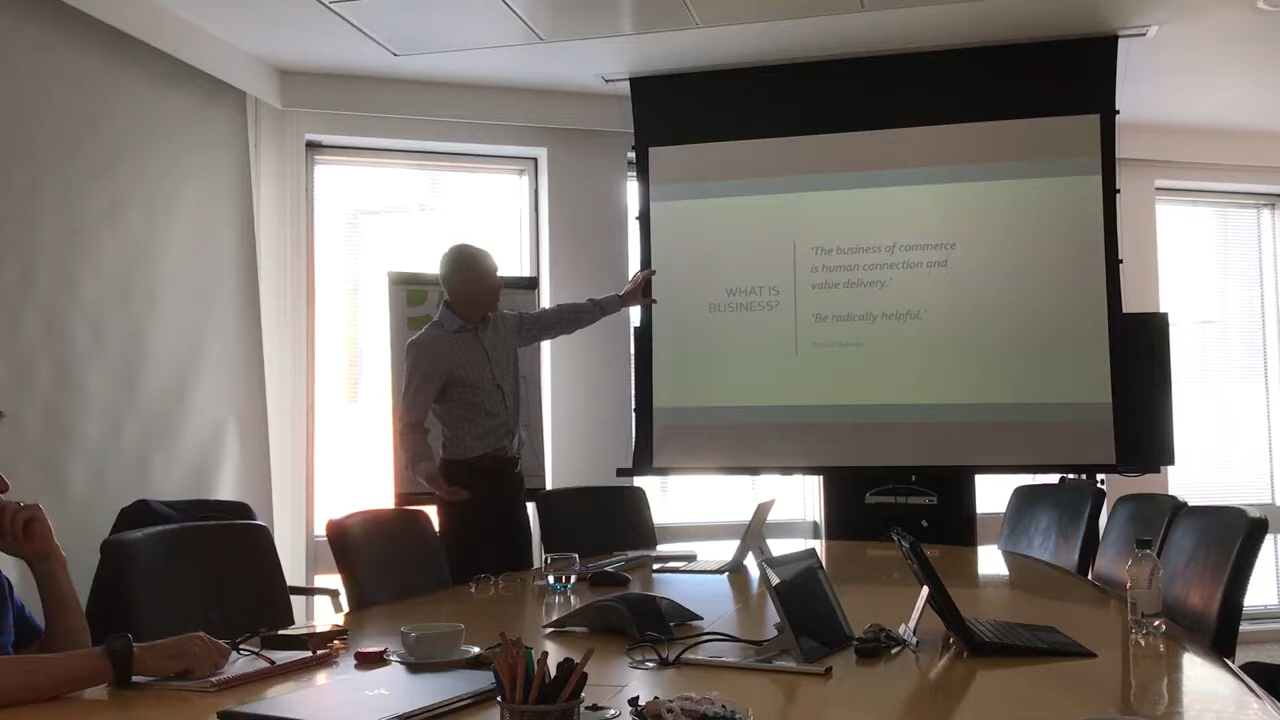 WHAT IS
BUSINESS?
'The business of commerce
is human connection and
value delivery.'
'Be radically helpful,'